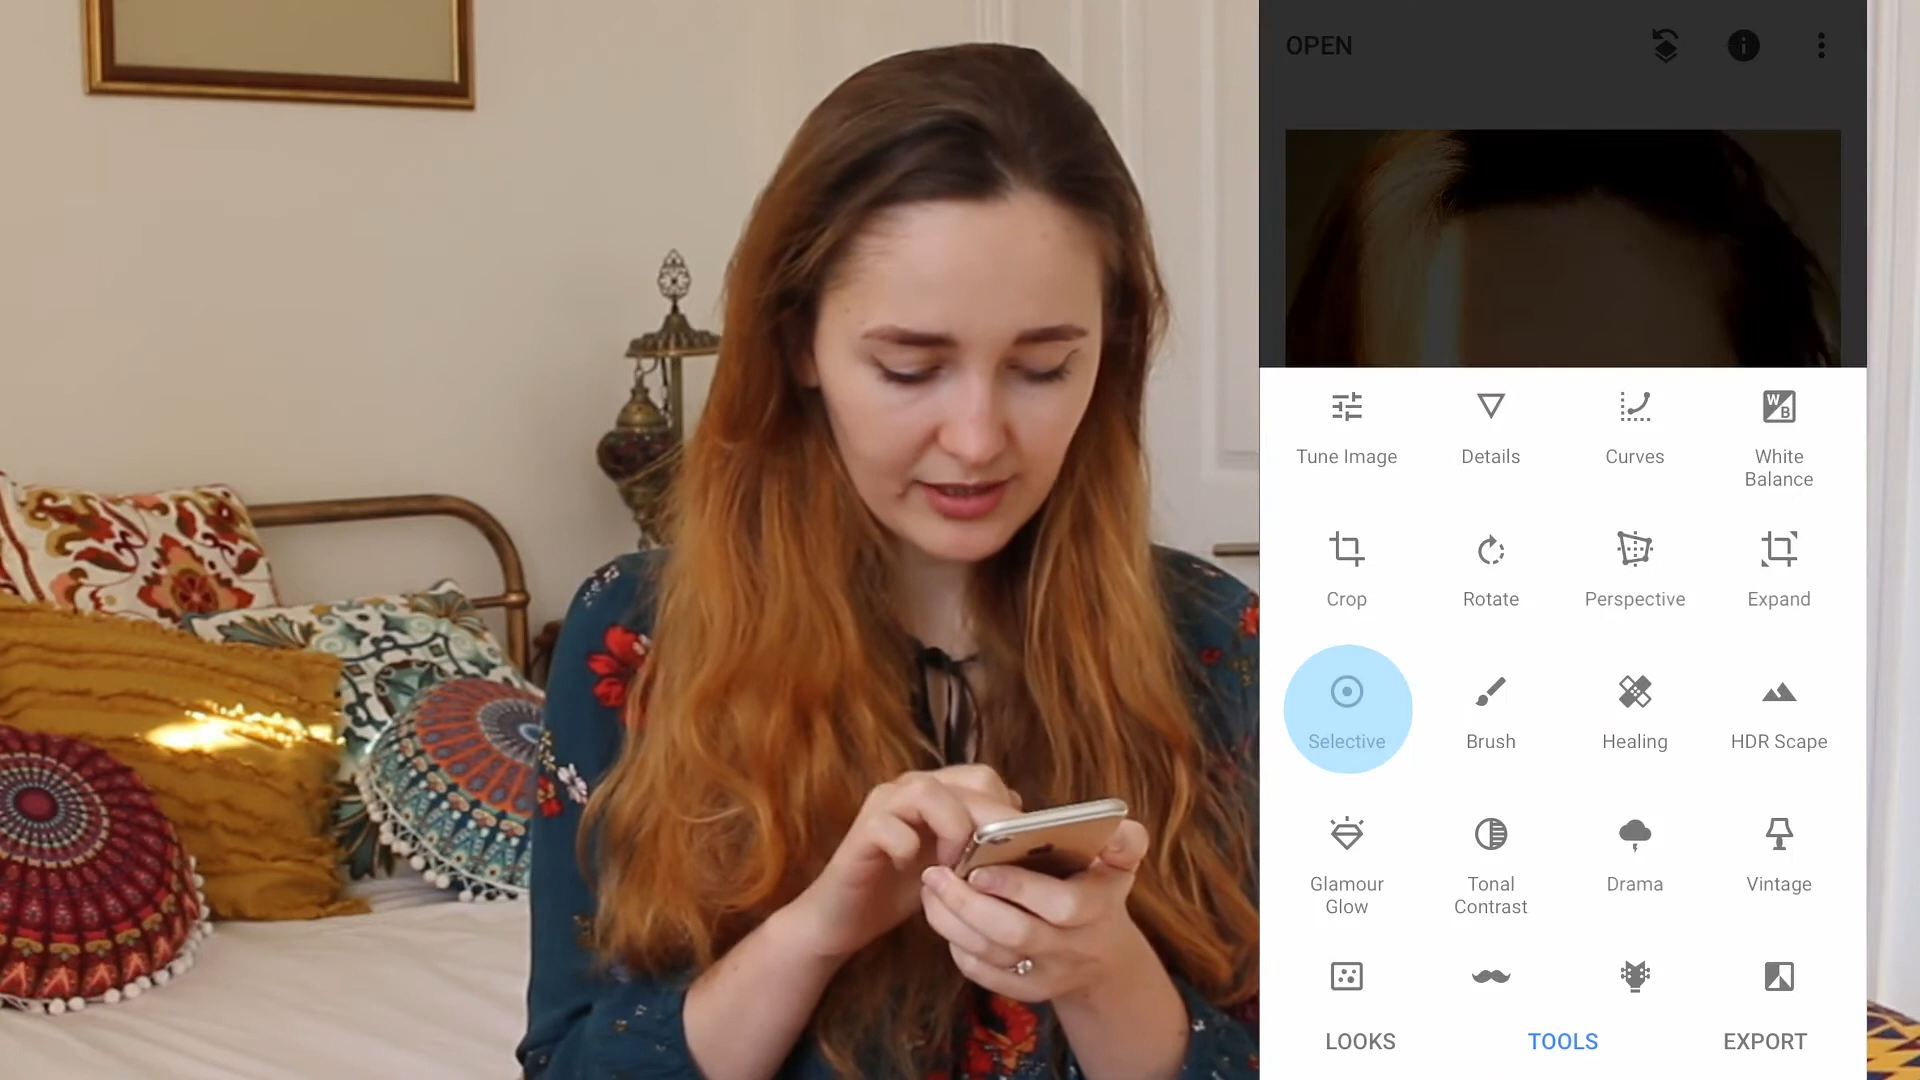 OPEN
Tune Image
Details
Curves
White
Balance
Crop
Rotate
Perspective
Expand
Selective
Brush
Healing
HDR Scape
Glamour
Glow
Tonal
Contrast
Drama
Vintage
LOOKS
TOOLS
EXPORT